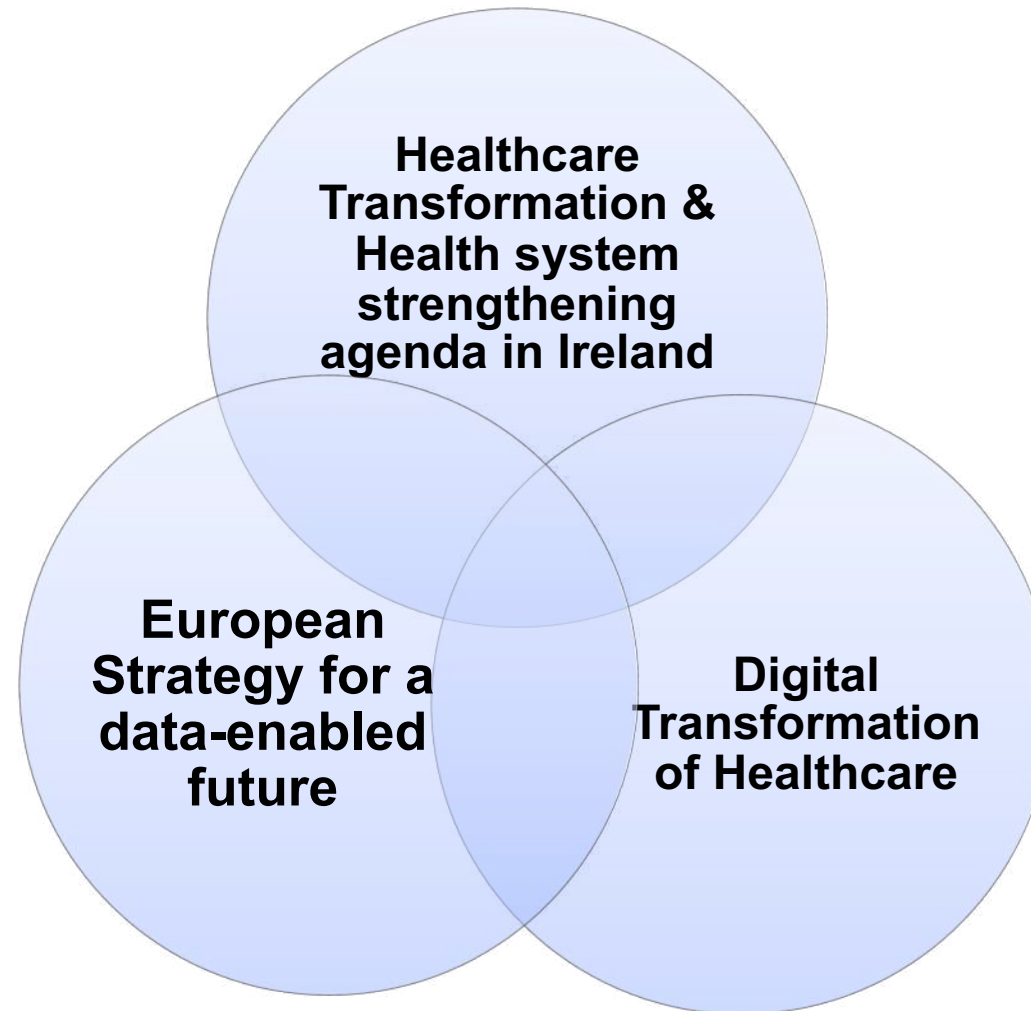 Healthcare
Transformation &
Health system
strengthening
agenda in Ireland
European
Strategy for a
data-enabled
future
Digital
Transformation
of Healthcare